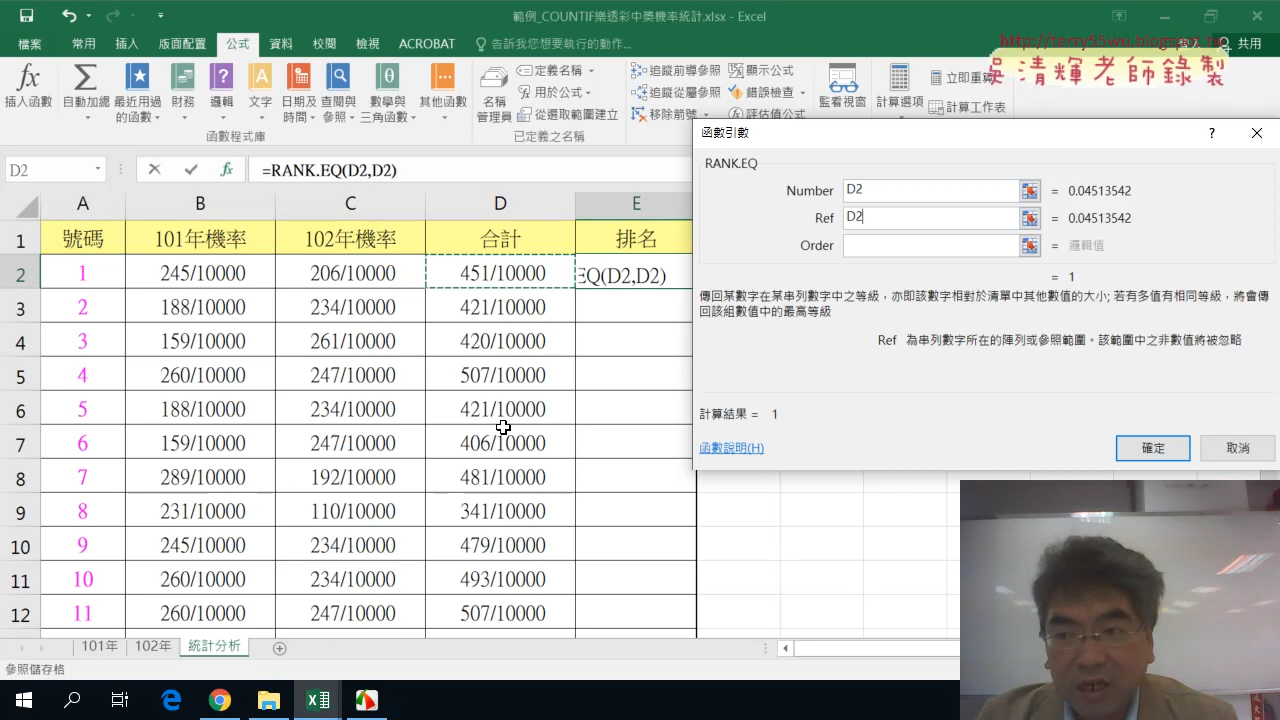 範例_COUNTIF樂透彩中獎機率統計.xlsx - Excel
檔案 常用 插入 版面配置 公式 資料 校閱 檢視 ACROBAT 告訴我您想要執行的動作... 登入 共用
http://terry55wu.blogspot.tw
吳清輝老師錄製
插入函數 自動加總 最近用過的函數 財務 邏輯 文字 日期及時間 查閱與參照 數學與三角函數 其他函數
名稱管理員 定義名稱 用於公式 從選取範圍建立
追蹤前導參照 追蹤從屬參照 移除箭號 顯示公式 錯誤檢查 評估值公式
監看視窗 計算選項 立即重算 計算工作表
函數程式庫 已定義之名稱
D2 =RANK.EQ(D2,D2)
A B C D E
1 號碼 101年機率 102年機率 合計 排名
2 1 245/10000 206/10000 451/10000 EQ(D2,D2)
3 2 188/10000 234/10000 421/10000
4 3 159/10000 261/10000 420/10000
5 4 260/10000 247/10000 507/10000
6 5 188/10000 234/10000 421/10000
7 6 159/10000 247/10000 406/10000
8 7 289/10000 192/10000 481/10000
9 8 231/10000 110/10000 341/10000
10 9 245/10000 234/10000 479/10000
11 10 260/10000 234/10000 493/10000
12 11 260/10000 247/10000 507/10000
101年 102年 統計分析
參照儲存格
函數引數 ?
RANK.EQ
Number D2 = 0.04513542
Ref D2 = 0.04513542
Order = 邏輯值
= 1
傳回某數字在某串列數字中之等級，亦即該數字相對於清單中其他數值的大小; 若有多值有相同等級，將會傳
回該組數值中的最高等級
Ref 為串列數字所在的陣列或參照範圍。該範圍中之非數值將被忽略
計算結果 = 1
函數說明(H) 確定 取消